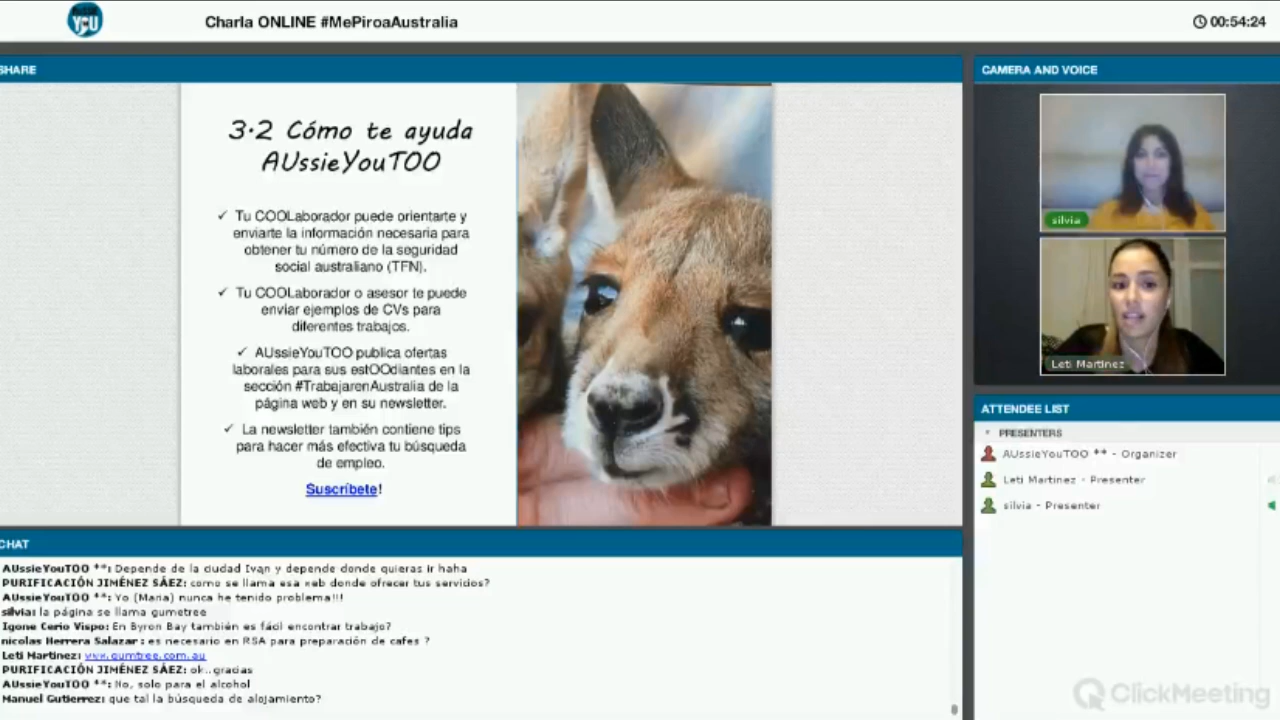 YOU
Charla ONLINE #MePiroaAustralia
00:54:24
SHARE
3.2 Cómo te ayuda
AUssieYouTOO
✓ Tu COOLaborador puede orientarte y
enviarte la información necesaria para
obtener tu número de la seguridad
social australiano (TFN).
✓ Tu COOLaborador o asesor te puede
enviar ejemplos de CVs para
diferentes trabajos.
✓ AUssieYouTOO publica ofertas
laborales para sus estOOdiantes en la
sección #TrabajarenAustralia de la
página web y en su newsletter.
✓ La newsletter también contiene tips
para hacer más efectiva tu búsqueda
de empleo.
Suscríbete!
CAMERA AND VOICE
silvia
Leti Martinez
ATTENDEE LIST
PRESENTERS
AUssieYouTOO ** - Organizer
Leti Martinez - Presenter
silvia - Presenter
CHAT
AUssieYouTOO **: Depende de la ciudad Ivan y depende donde quieras ir haha
PURIFICACIÓN JIMÉNEZ SÁEZ: como se llama esa web donde ofrecer tus servicios?
AUssieYouTOO **: Yo (Maria) nunca he tenido problema!!!
silvia: la página se llama gumetree
Igone Cerio Vispo: En Byron Bay también es fácil encontrar trabajo?
nicolas Herrera Salazar : es necesario en RSA para preparación de cafes ?
Leti Martinez: www.gumtree.com.au
PURIFICACIÓN JIMÉNEZ SÁEZ: ok..gracias
AUssieYouTOO **: No, solo para el alcohol
Manuel Gutierrez: que tal la búsqueda de alojamiento?
ClickMeeting